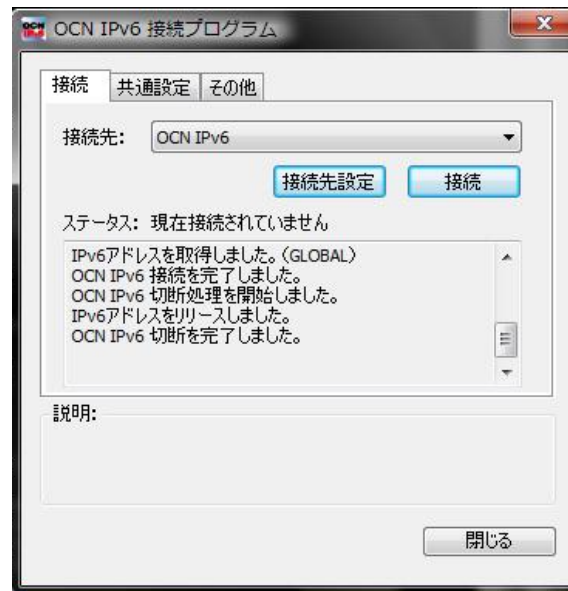 OCN IPv6 接続プログラム
接続 共通設定 その他
接続先: OCN IPv6
接続先設定 接続
ステータス: 現在接続されていません
IPv6アドレスを取得しました。(GLOBAL)
OCN IPv6 接続を完了しました。
OCN IPv6 切断処理を開始しました。
IPv6アドレスをリリースしました。
OCN IPv6 切断を完了しました。
説明:
閉じる